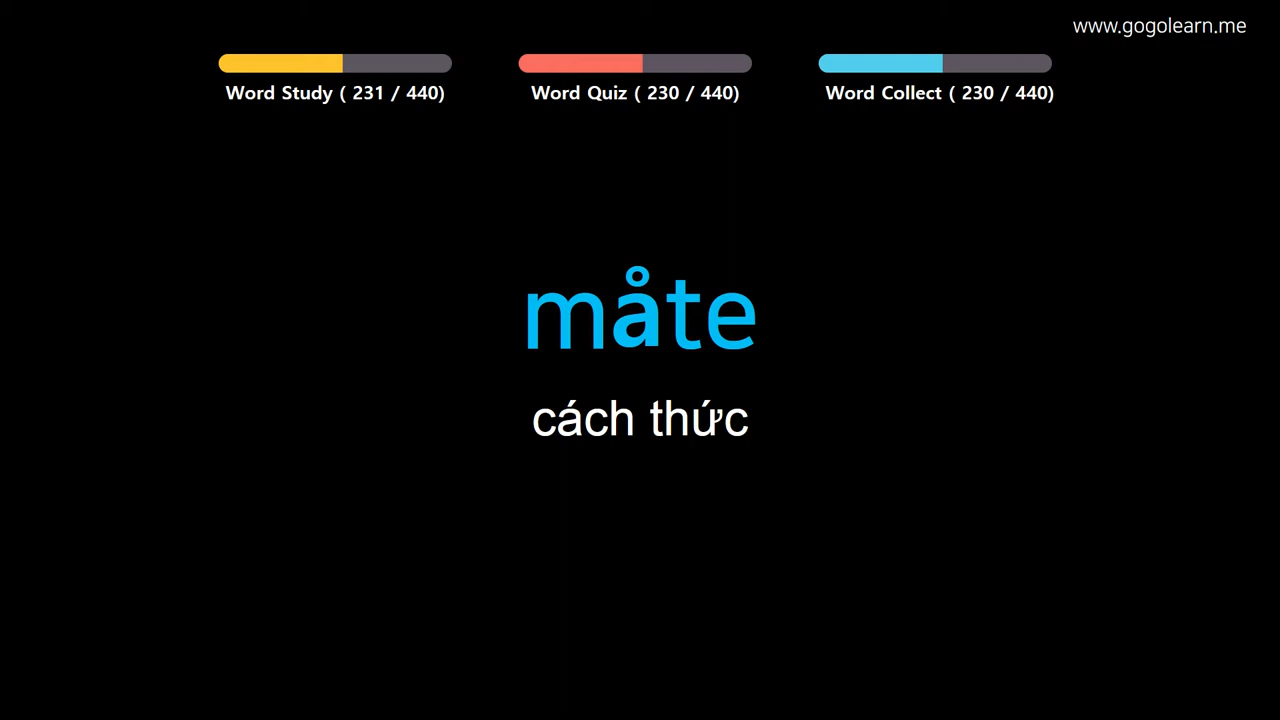 www.gogolearn.me
Word Study ( 231 / 440)
Word Quiz ( 230 / 440)
Word Collect ( 230 / 440)
måte
cách thức